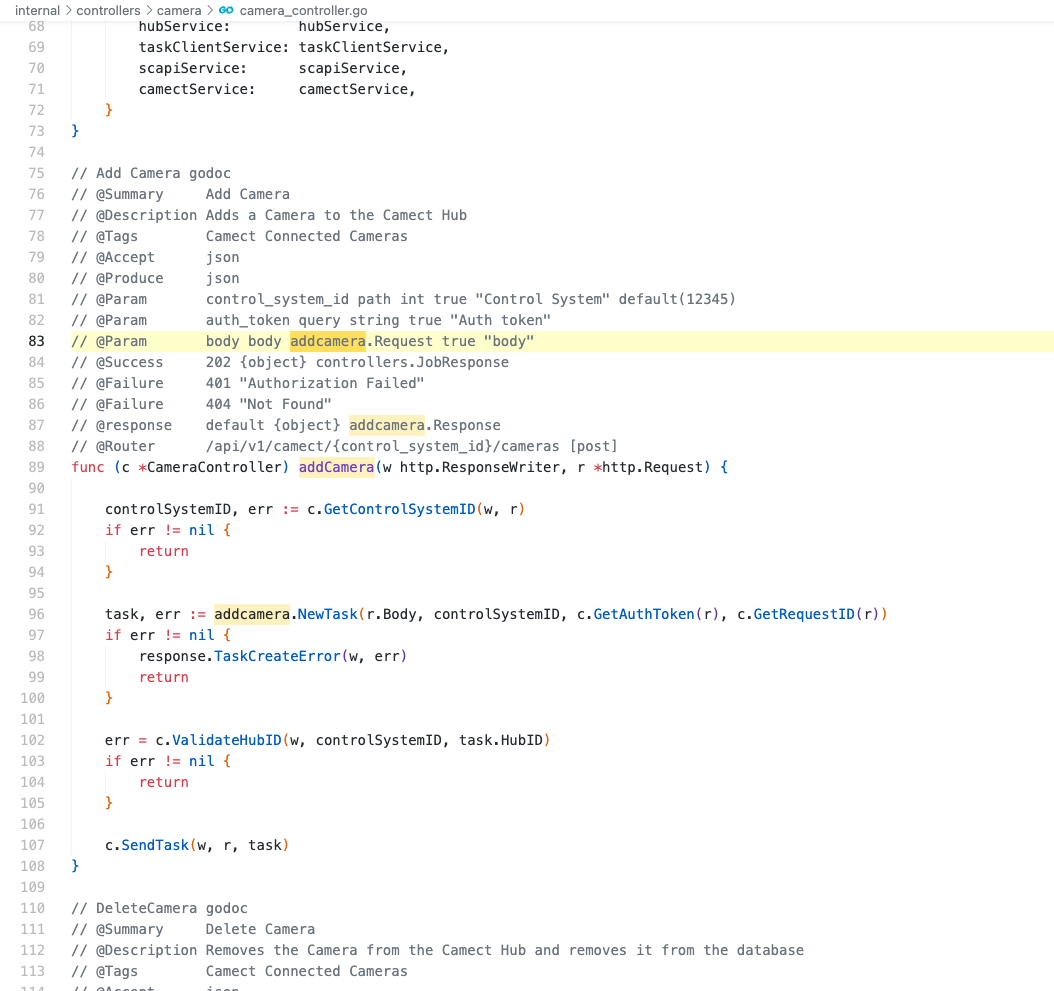 internal > controllers > camera > GO camera_controller.go
68 hubService: hubService,
69 taskClientService: taskClientService,
70 scapiService: scapiService,
71 camectService: camectService,
72 }
73 }
74
75 // Add Camera godoc
76 // @Summary Add Camera
77 // @Description Adds a Camera to the Camect Hub
78 // @Tags Camect Connected Cameras
79 // @Accept json
80 // @Produce json
81 // @Param control_system_id path int true "Control System" default(12345)
82 // @Param auth_token query string true "Auth token"
83 // @Param body body addcamera.Request true "body"
84 // @Success 202 {object} controllers.JobResponse
85 // @Failure 401 "Authorization Failed"
86 // @Failure 404 "Not Found"
87 // @response default {object} addcamera.Response
88 // @Router /api/v1/camect/{control_system_id}/cameras [post]
89 func (c *CameraController) addCamera(w http.ResponseWriter, r *http.Request) {
90
91 controlSystemID, err := c.GetControlSystemID(w, r)
92 if err != nil {
93 return
94 }
95
96 task, err := addcamera.NewTask(r.Body, controlSystemID, c.GetAuthToken(r), c.GetRequestID(r))
97 if err != nil {
98 response.TaskCreateError(w, err)
99 return
100 }
101
102 err = c.ValidateHubID(w, controlSystemID, task.HubID)
103 if err != nil {
104 return
105 }
106
107 c.SendTask(w, r, task)
108 }
109
110 // DeleteCamera godoc
111 // @Summary Delete Camera
112 // @Description Removes the Camera from the Camect Hub and removes it from the database
113 // @Tags Camect Connected Cameras
114 // @Accept json